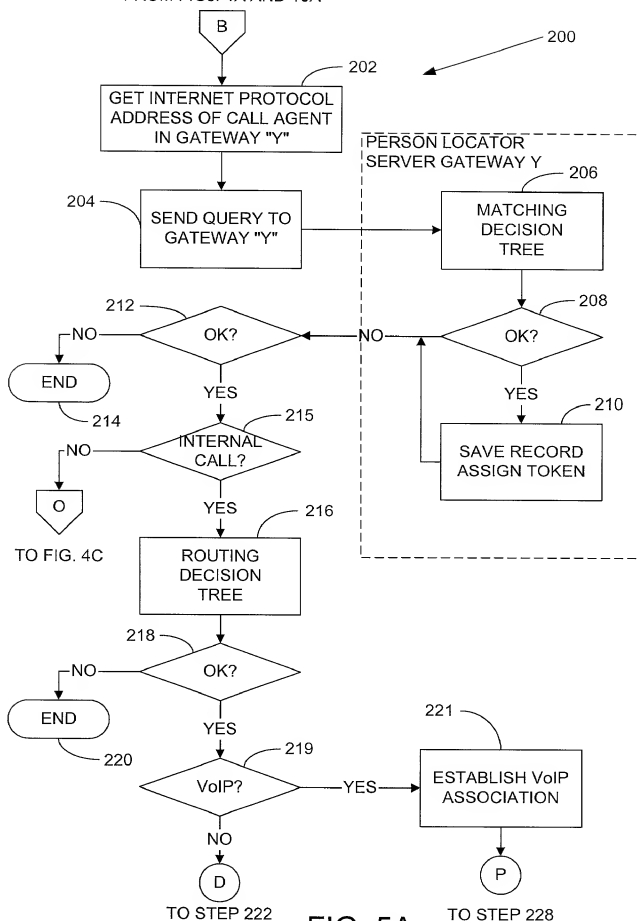 B
200
202
GET INTERNET PROTOCOL
ADDRESS OF CALL AGENT
IN GATEWAY "Y"
PERSON LOCATOR
SERVER GATEWAY Y
204
SEND QUERY TO
GATEWAY "Y"
206
MATCHING
DECISION
TREE
212
OK?
NO
END
214
NO
208
OK?
YES
YES
210
SAVE RECORD
ASSIGN TOKEN
215
INTERNAL
CALL?
NO
O
TO FIG. 4C
YES
216
ROUTING
DECISION
TREE
218
OK?
NO
END
220
YES
219
VoIP?
YES
221
ESTABLISH VoIP
ASSOCIATION
NO
D
P
TO STEP 222
TO STEP 228